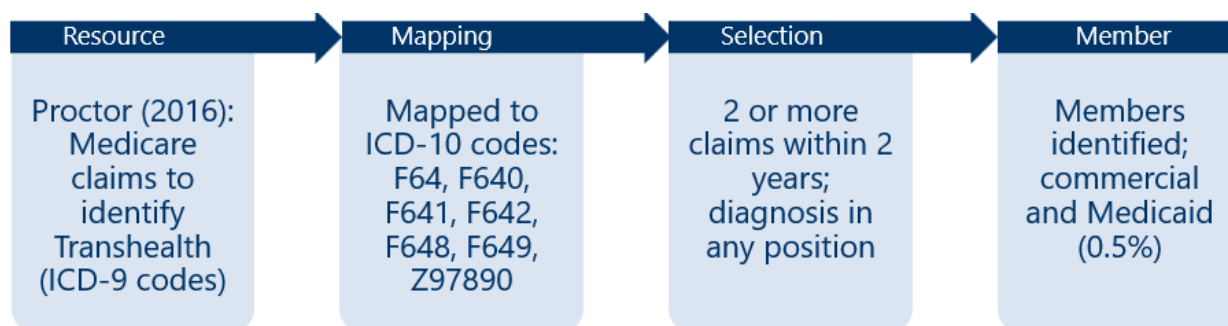 Resource
Proctor (2016):
Medicare
claims to
identify
Transhealth
(ICD-9 codes)
Mapping
Mapped to
ICD-10 codes:
F64, F640,
F641, F642,
F648, F649,
Z97890
Selection
2 or more
claims within 2
years;
diagnosis in
any position
Member
Members
identified;
commercial
and Medicaid
(0.5%)